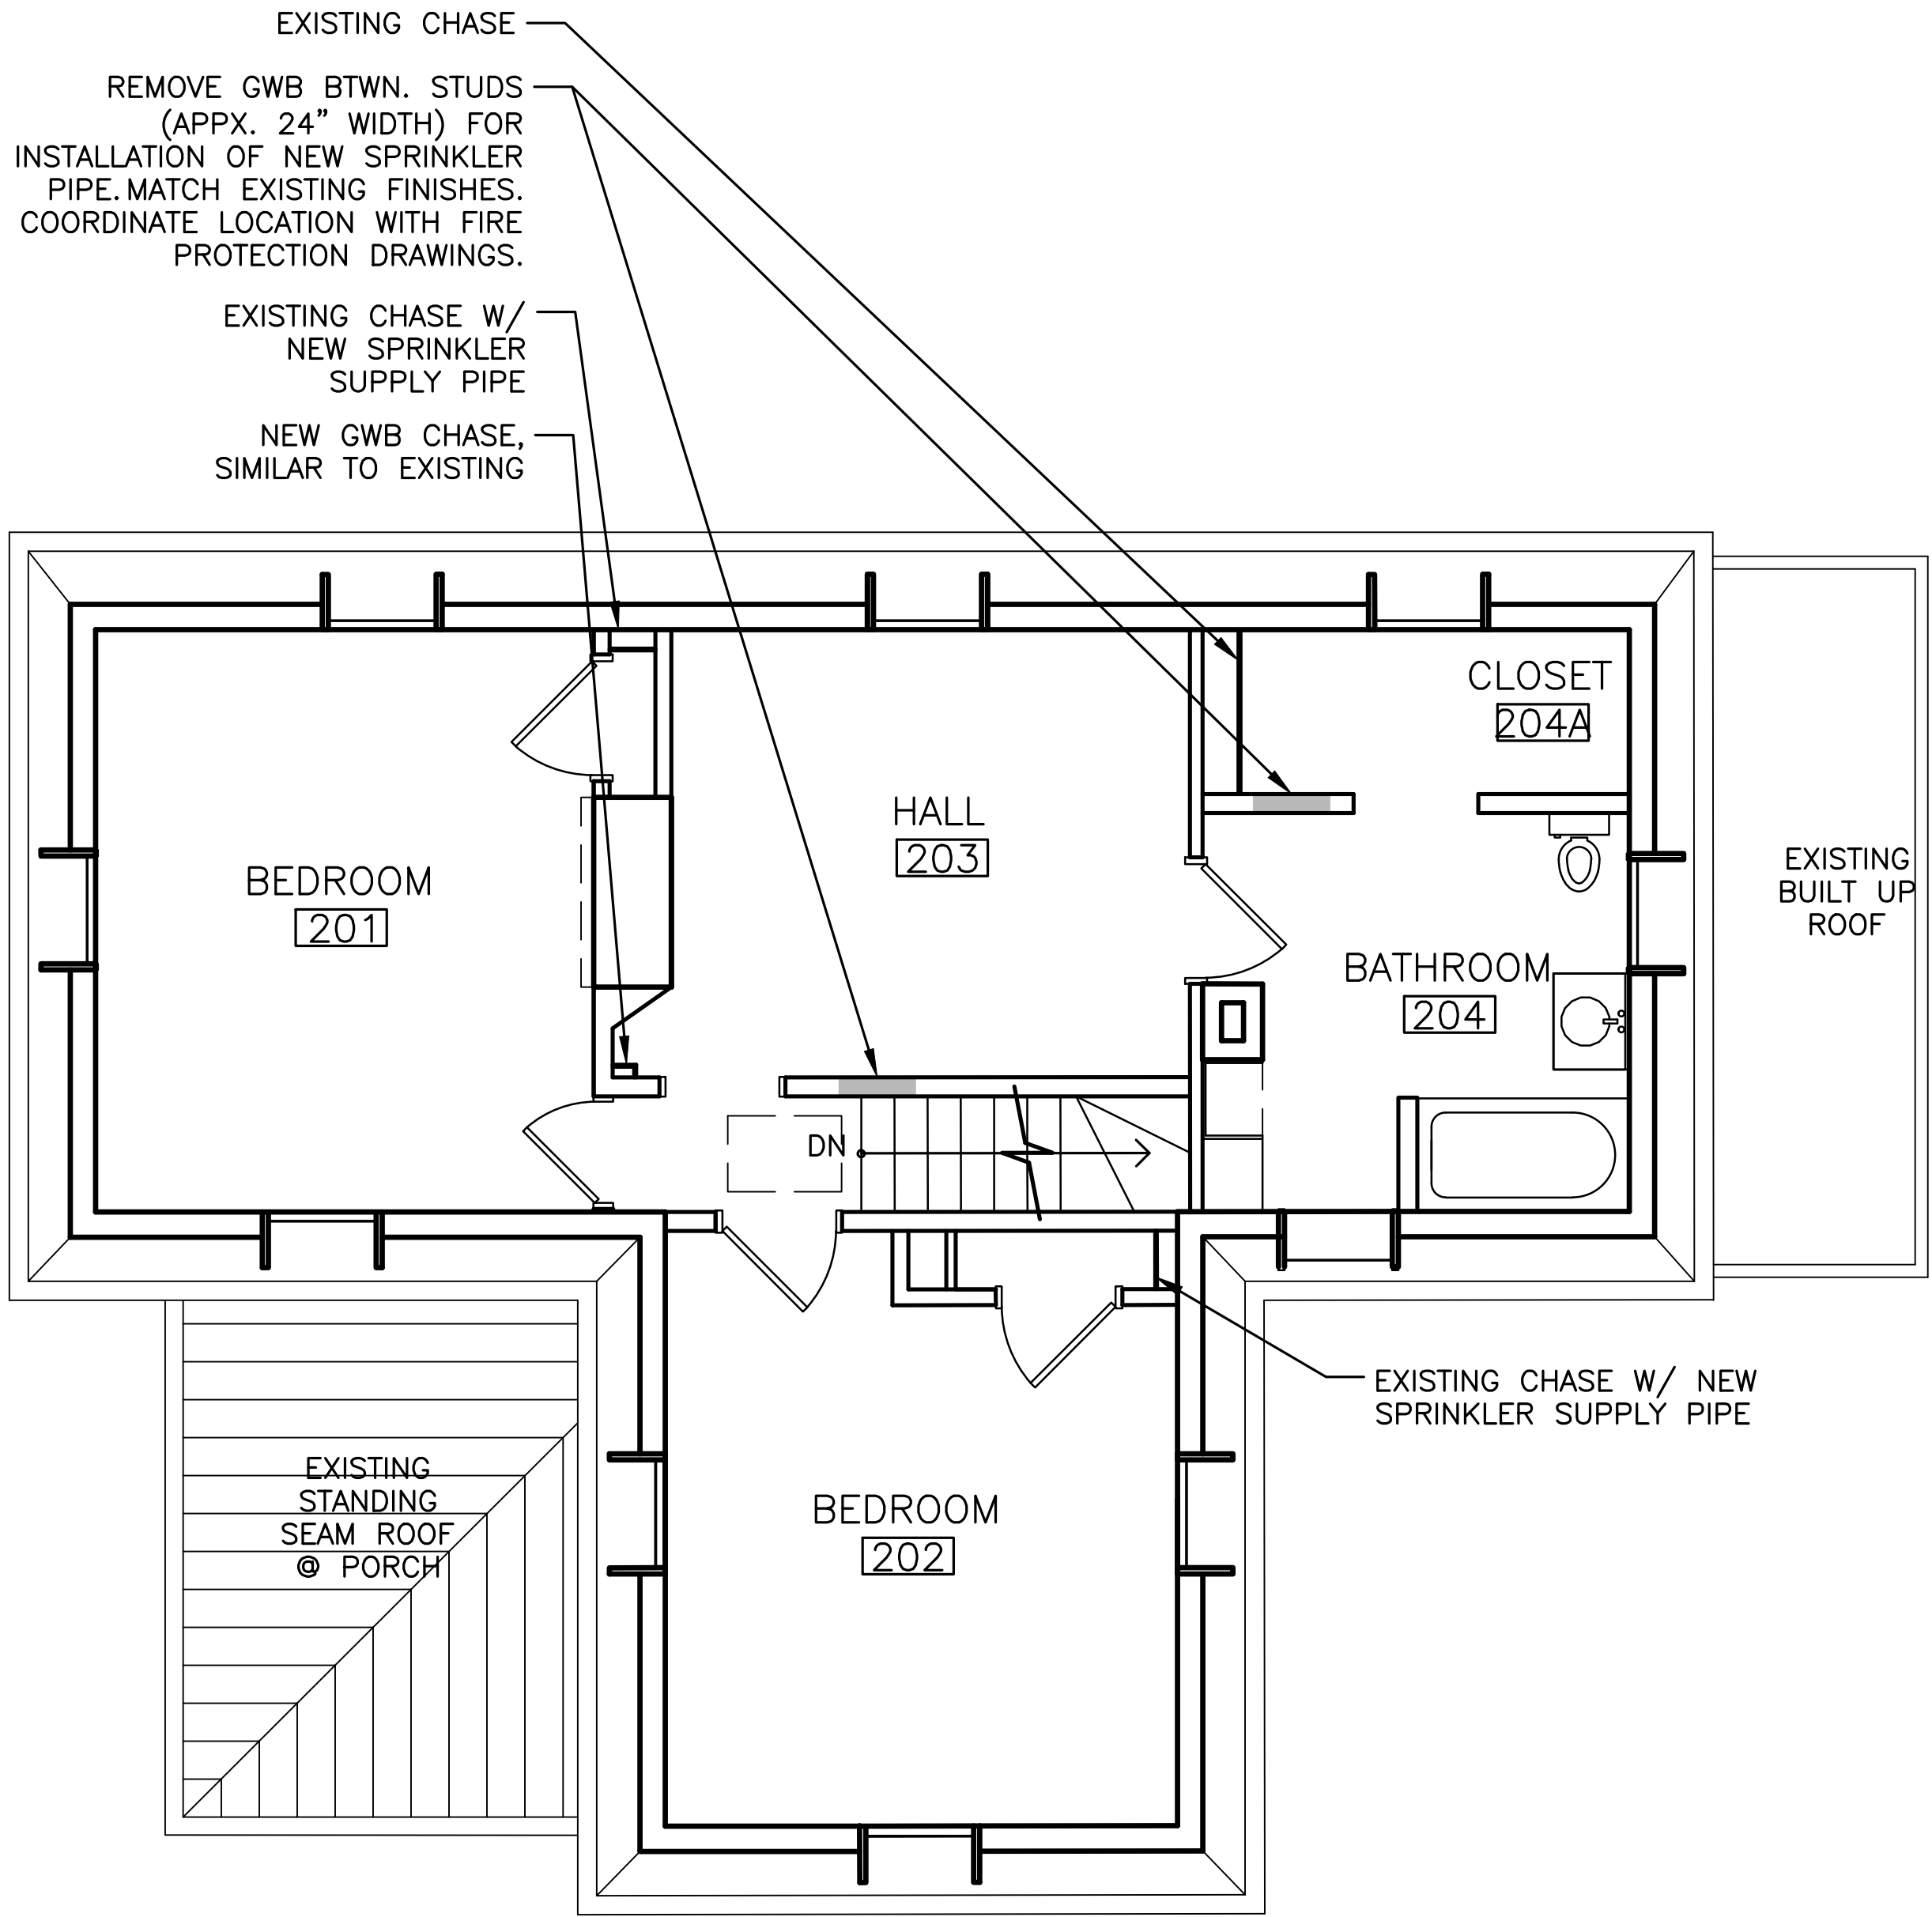 EXISTING CHASE
REMOVE GWB BTWN. STUDS
(APPX. 24" WIDTH) FOR
INSTALLATION OF NEW SPRINKLER
PIPE. MATCH EXISTING FINISHES.
COORDINATE LOCATION WITH FIRE
PROTECTION DRAWINGS.
EXISTING CHASE W/
NEW SPRINKLER
SUPPLY PIPE
NEW GWB CHASE,
SIMILAR TO EXISTING
CLOSET
204A
HALL
203
BEDROOM
201
EXISTING
BUILT UP
ROOF
BATHROOM
204
DN
EXISTING CHASE W/ NEW
SPRINKLER SUPPLY PIPE
EXISTING
STANDING
SEAM ROOF
@ PORCH
BEDROOM
202